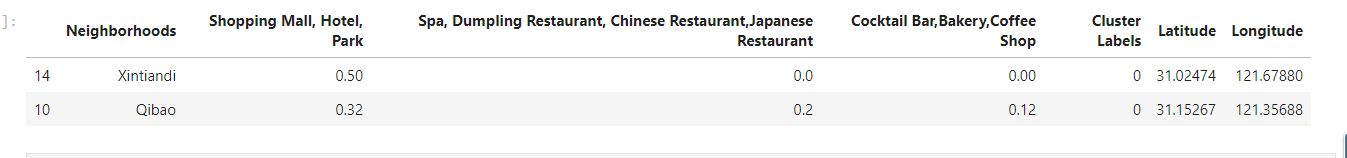 ]:
Neighborhoods Shopping Mall, Hotel, Park Spa, Dumpling Restaurant, Chinese Restaurant,Japanese Restaurant Cocktail Bar,Bakery,Coffee Shop Cluster Labels Latitude Longitude
14 Xintiandi 0.50 0.0 0.00 0 31.02474 121.67880
10 Qibao 0.32 0.2 0.12 0 31.15267 121.35688